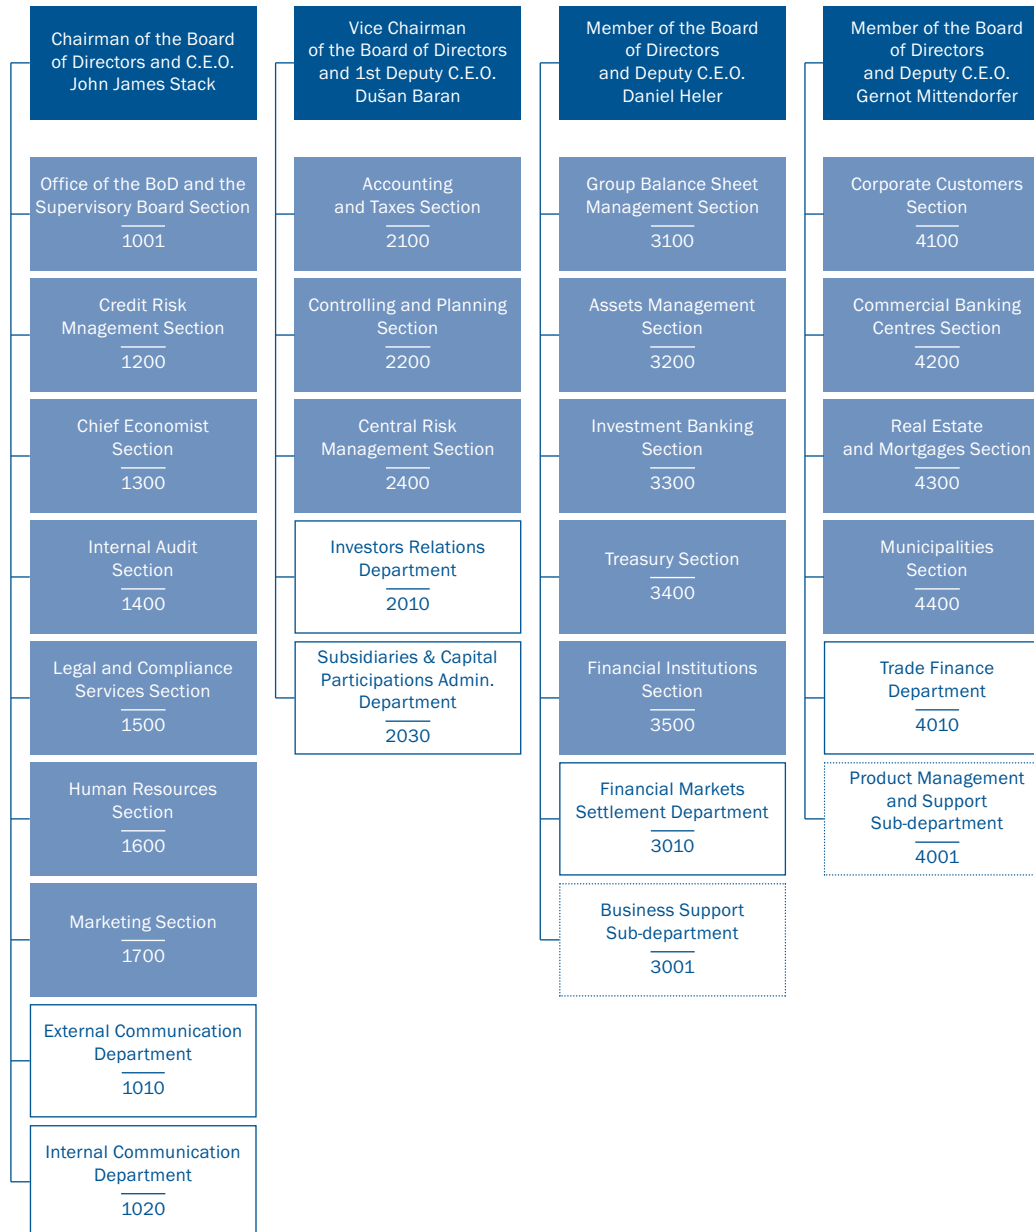 Chairman of the Board
of Directors and C.E.O.
John James Stack
Office of the BoD and the
Supervisory Board Section
1001
Credit Risk
Mnagement Section
1200
Chief Economist
Section
1300
Internal Audit
Section
1400
Legal and Compliance
Services Section
1500
Human Resources
Section
1600
Marketing Section
1700
External Communication
Department
1010
Internal Communication
Department
1020
Vice Chairman
of the Board of Directors
and 1st Deputy C.E.O.
Dušan Baran
Accounting
and Taxes Section
2100
Controlling and Planning
Section
2200
Central Risk
Management Section
2400
Investors Relations
Department
2010
Subsidiaries & Capital
Participations Admin.
Department
2030
Member of the Board
of Directors
and Deputy C.E.O.
Daniel Heler
Group Balance Sheet
Management Section
3100
Assets Management
Section
3200
Investment Banking
Section
3300
Treasury Section
3400
Financial Institutions
Section
3500
Financial Markets
Settlement Department
3010
Business Support
Sub-department
3001
Member of the Board
of Directors
and Deputy C.E.O.
Gernot Mittendorfer
Corporate Customers
Section
4100
Commercial Banking
Centres Section
4200
Real Estate
and Mortgages Section
4300
Municipalities
Section
4400
Trade Finance
Department
4010
Product Management
and Support
Sub-department
4001